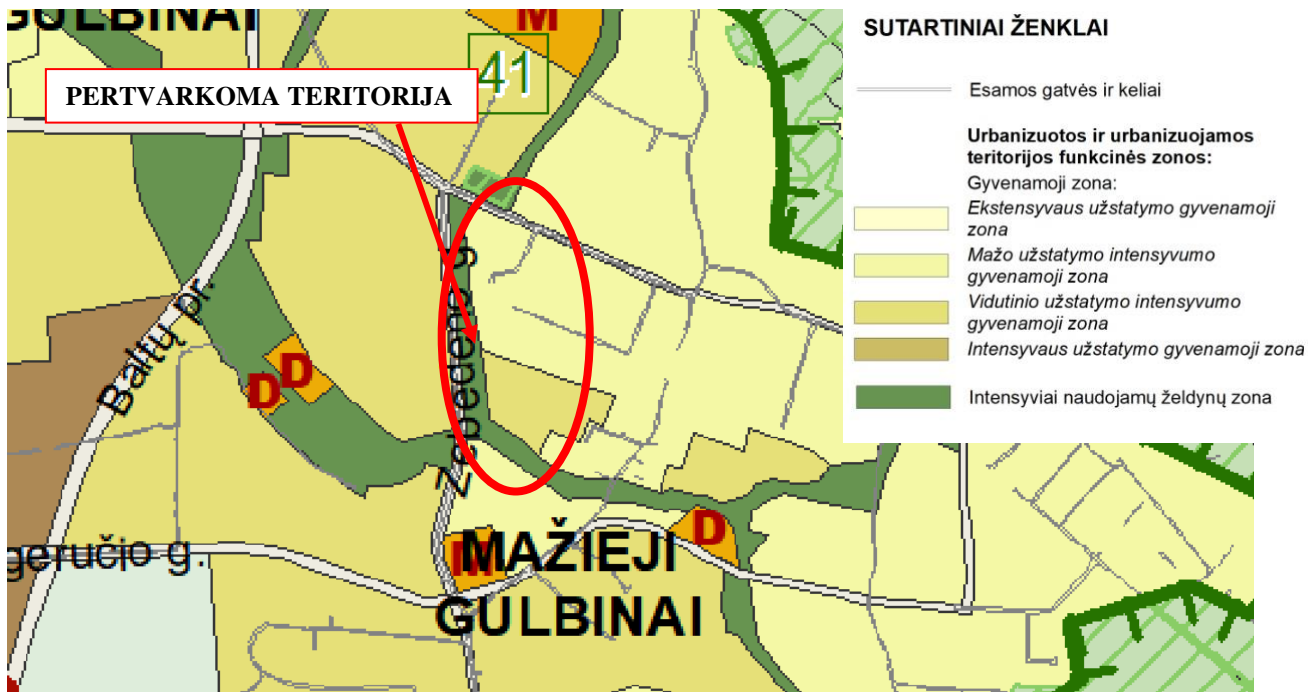 GULBINAI
M
41
PERTVARKOMA TERITORIJA
Baltų pr.
D
D
D
M
MAŽIEJI
GULBINAI
geručio g.
SUTARTINIAI ŽENKLAI
Esamos gatvės ir keliai
Urbanizuotos ir urbanizuojamos
teritorijos funkcinės zonos:
Gyvenamoji zona:
Ekstensyvaus užstatymo gyvenamoji
zona
Mažo užstatymo intensyvumo
gyvenamoji zona
Vidutinio užstatymo intensyvumo
gyvenamoji zona
Intensyvaus užstatymo gyvenamoji zona
Intensyviai naudojamų želdynų zona